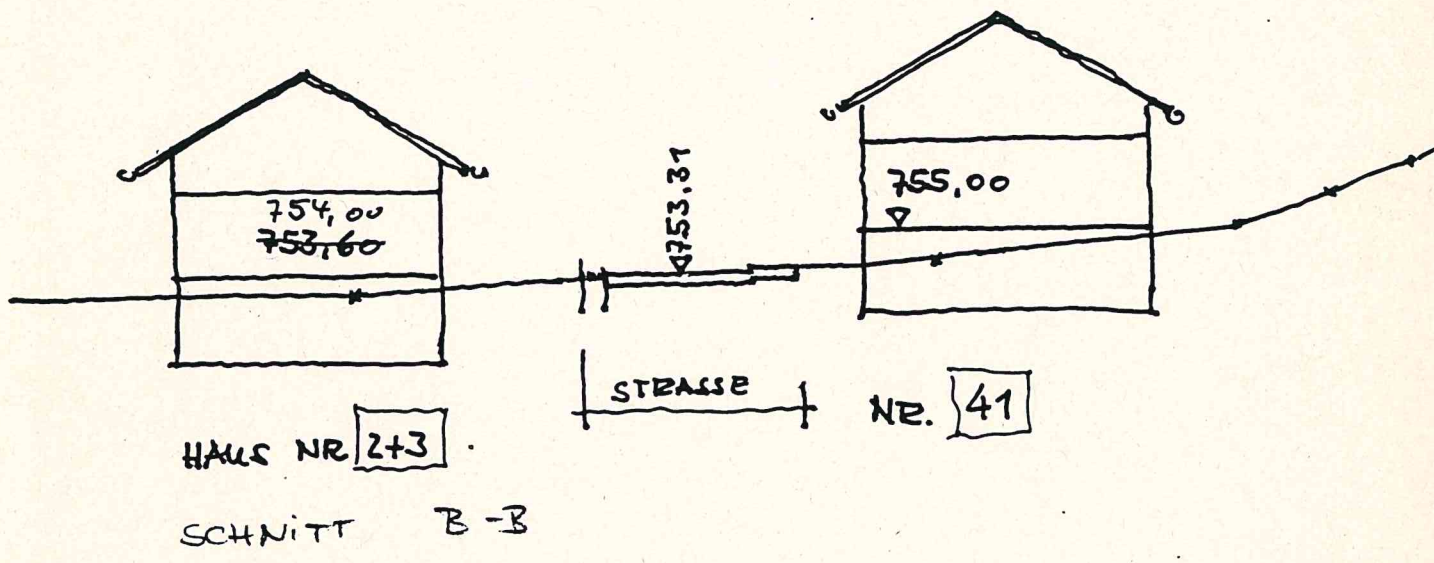 754,00
753,60
753.31
755,00
STRASSE
HAUS NR 2+3.
NR. 41
SCHNiTT B-B